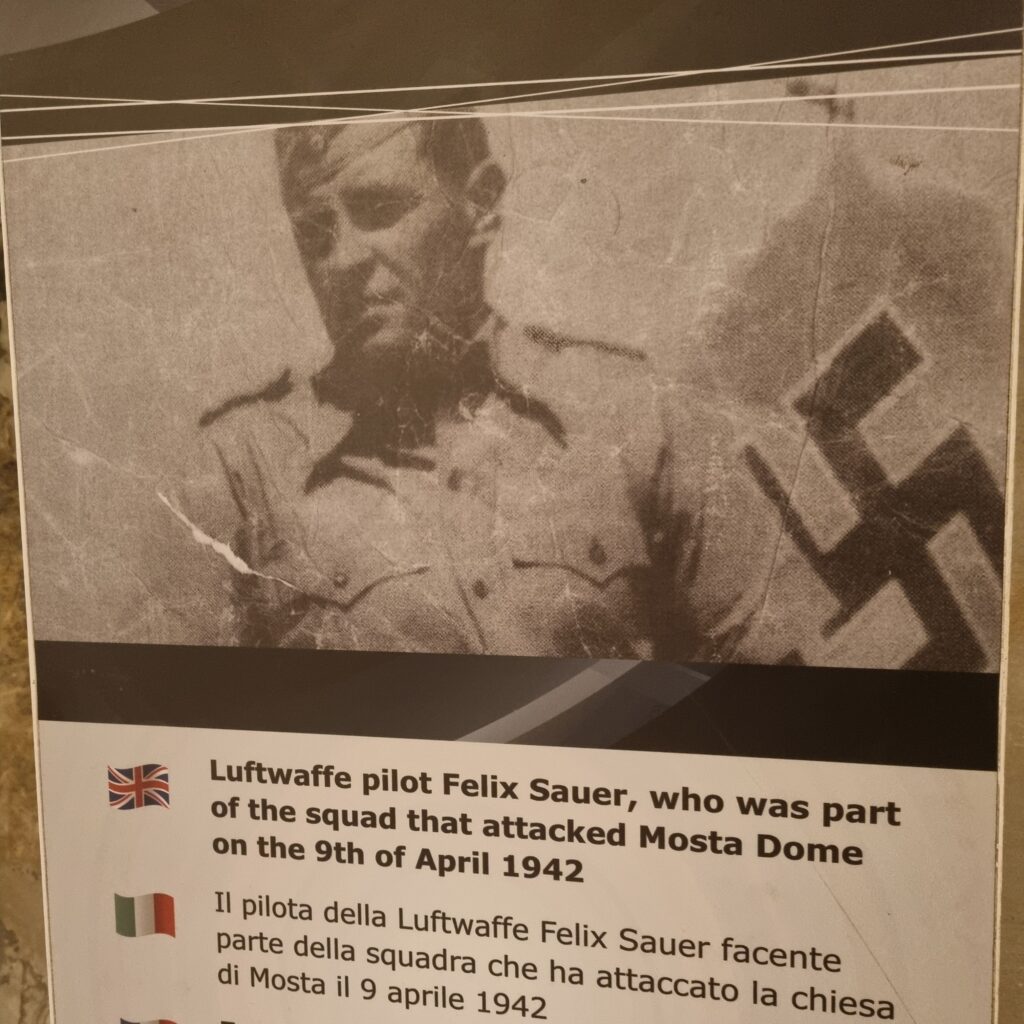 Luftwaffe pilot Felix Sauer, who was part
of the squad that attacked Mosta Dome
on the 9th of April 1942
Il pilota della Luftwaffe Felix Sauer facente
parte della squadra che ha attaccato la chiesa
di Mosta il 9 aprile 1942